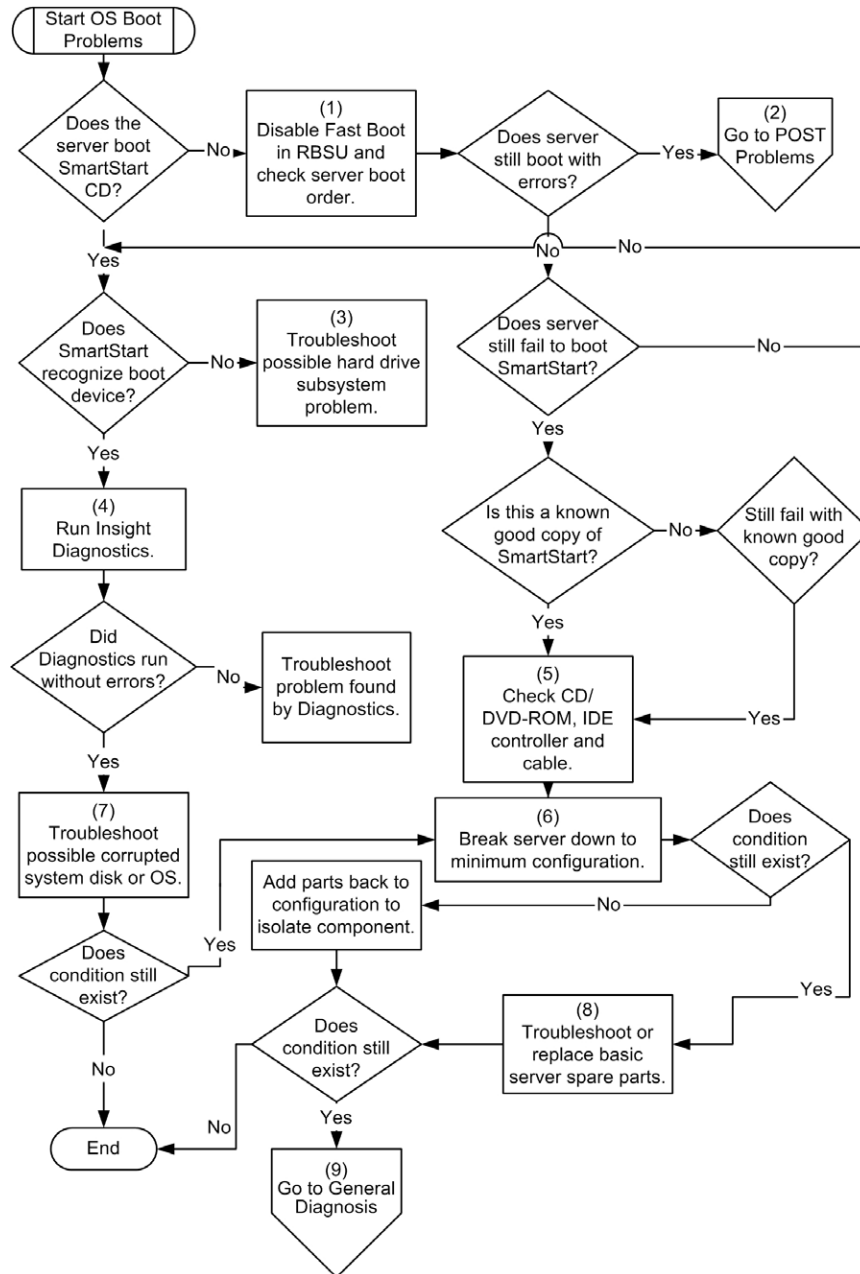 Start OS Boot
Problems
Does the
server boot
SmartStart
CD?
No
(1)
Disable Fast Boot
in RBSU and
check server boot
order.
Does server
still boot with
errors?
Yes
(2)
Go to POST
Problems
Yes
No
No
Does
SmartStart
recognize boot
device?
No
(3)
Troubleshoot
possible hard drive
subsystem
problem.
Does server
still fail to boot
SmartStart?
No
Yes
Yes
(4)
Run Insight
Diagnostics.
Is this a known
good copy of
SmartStart?
No
Still fail with
known good
copy?
Did
Diagnostics run
without errors?
No
Troubleshoot
problem found
by Diagnostics.
Yes
(5)
Check CD/
DVD-ROM, IDE
controller and
cable.
Yes
Yes
(7)
Troubleshoot
possible corrupted
system disk or OS.
(6)
Break server down to
minimum configuration.
Does
condition
still exist?
Add parts back to
configuration to
isolate component.
No
Yes
Does
condition still
exist?
Yes
Does
condition still
exist?
(8)
Troubleshoot or
replace basic
server spare parts.
No
No
Yes
End
(9)
Go to General
Diagnosis